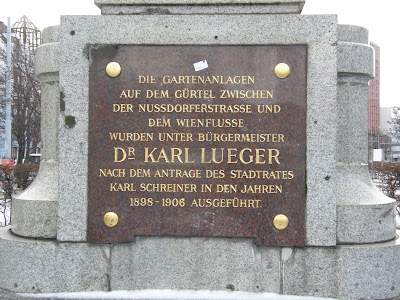 DIE GARTENANLAGEN
AUF DEM GÜRTEL ZWISCHEN
DER NUSSDORFERSTRASSE UND
DEM WIENFLUSSE
WURDEN UNTER BÜRGERMEISTER
DR KARL LUEGER
NACH DEM ANTRAGE DES STADTRATES
KARL SCHREINER IN DEN JAHREN
1898-1906 AUSGEFÜHRT.